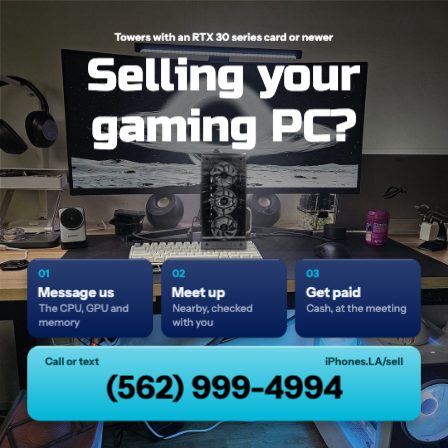 Towers with an RTX 30 series card or newer
Selling your
gaming PC?
01
Message us
The CPU, GPU and
memory
02
Meet up
Nearby, checked
with you
03
Get paid
Cash, at the meeting
Call or text
iPhones.LA/sell
(562) 999-4994